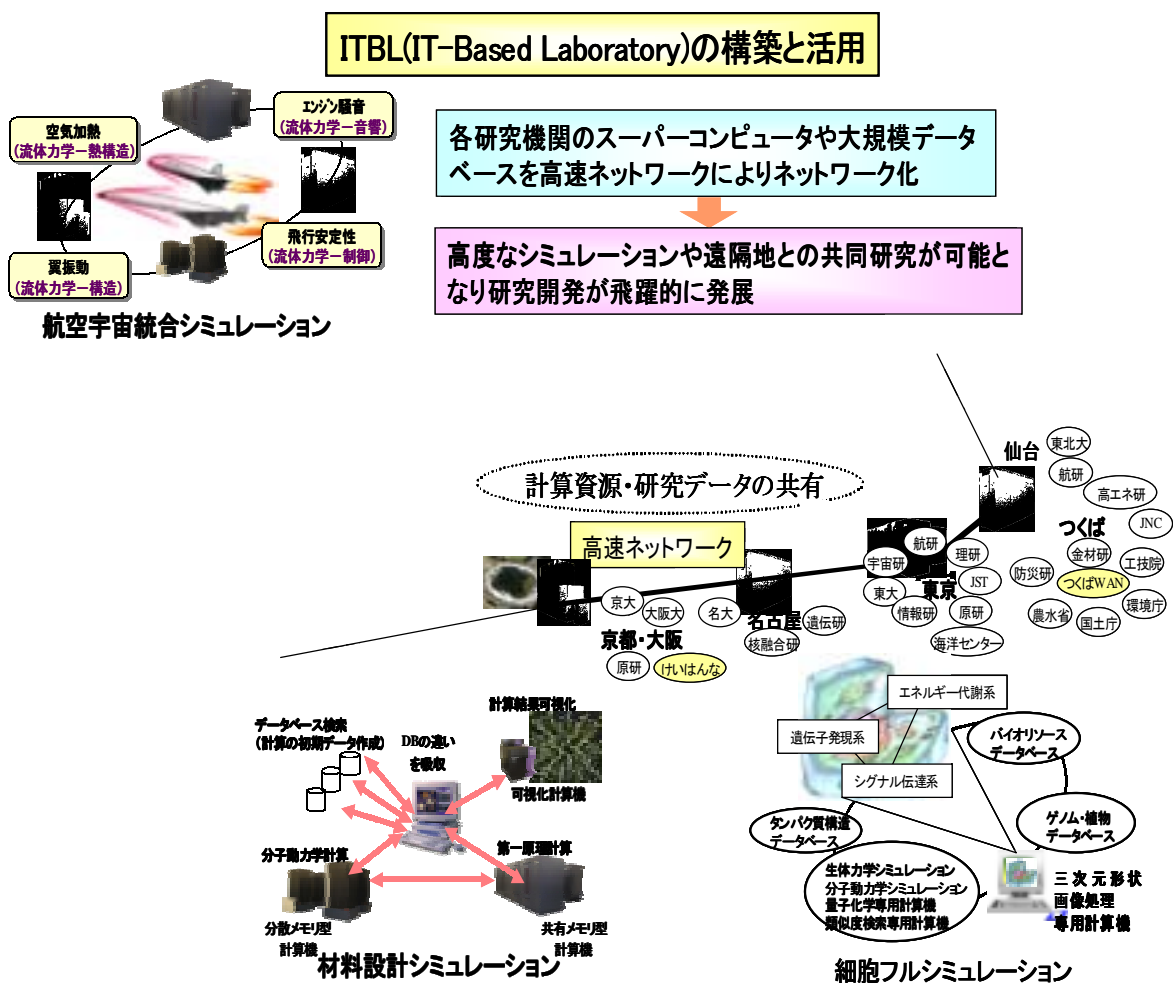 ITBL(IT-Based Laboratory)の構築と活用
エンジン騒音
(流体力学－音響)
空気加熱
(流体力学－熱構造)
飛行安定性
(流体力学－制御)
翼振動
(流体力学－構造)
航空宇宙統合シミュレーション
各研究機関のスーパーコンピュータや大規模データ
ベースを高速ネットワークによりネットワーク化
高度なシミュレーションや遠隔地との共同研究が可能と
なり研究開発が飛躍的に発展
計算資源・研究データの共有
高速ネットワーク
仙台
東北大
航研
高エネ研
JNC
つくば
金材研
工技院
防災研
つくばWAN
環境庁
農水省
国土庁
航研
宇宙研
理研
東大
東京
JST
情報研
原研
海洋センター
名大
名古屋
遺伝研
核融合研
京大
大阪大
京都・大阪
原研
けいはんな
データベース検索
（計算の初期データ作成）
DBの違い
を吸収
計算結果可視化
可視化計算機
分子動力学計算
第一原理計算
分散メモリ型
計算機
共有メモリ型
計算機
材料設計シミュレーション
エネルギー代謝系
遺伝子発現系
シグナル伝達系
バイオリソース
データベース
タンパク質構造
データベース
ゲノム・植物
データベース
生体力学シミュレーション
分子動力学シミュレーション
量子化学専用計算機
類似度検索専用計算機
三次元形状
画像処理
専用計算機
細胞フルシミュレーション